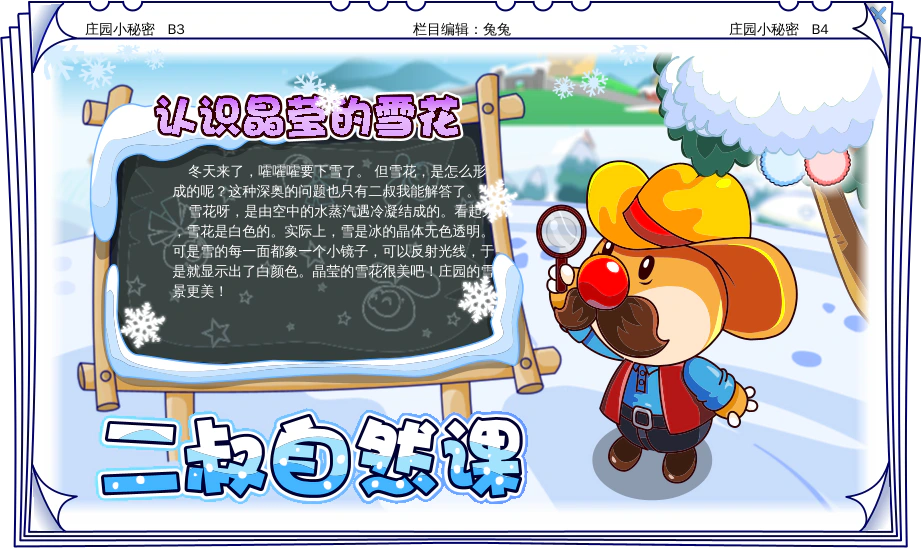 庄园小秘密 B3
栏目编辑：兔兔
庄园小秘密 B4
认识晶莹的雪花
冬天来了，嚯嚯嚯要下雪了。但雪花，是怎么形
成的呢？这种深奥的问题也只有二叔我能解答了。
雪花呀，是由空中的水蒸汽遇冷凝结成的。看起
，雪花是白色的。实际上，雪是冰的晶体无色透明。
可是雪的每一面都象一个小镜子，可以反射光线，于
是就显示出了白颜色。晶莹的雪花很美吧！庄园的雪
景更美！
二叔自然课